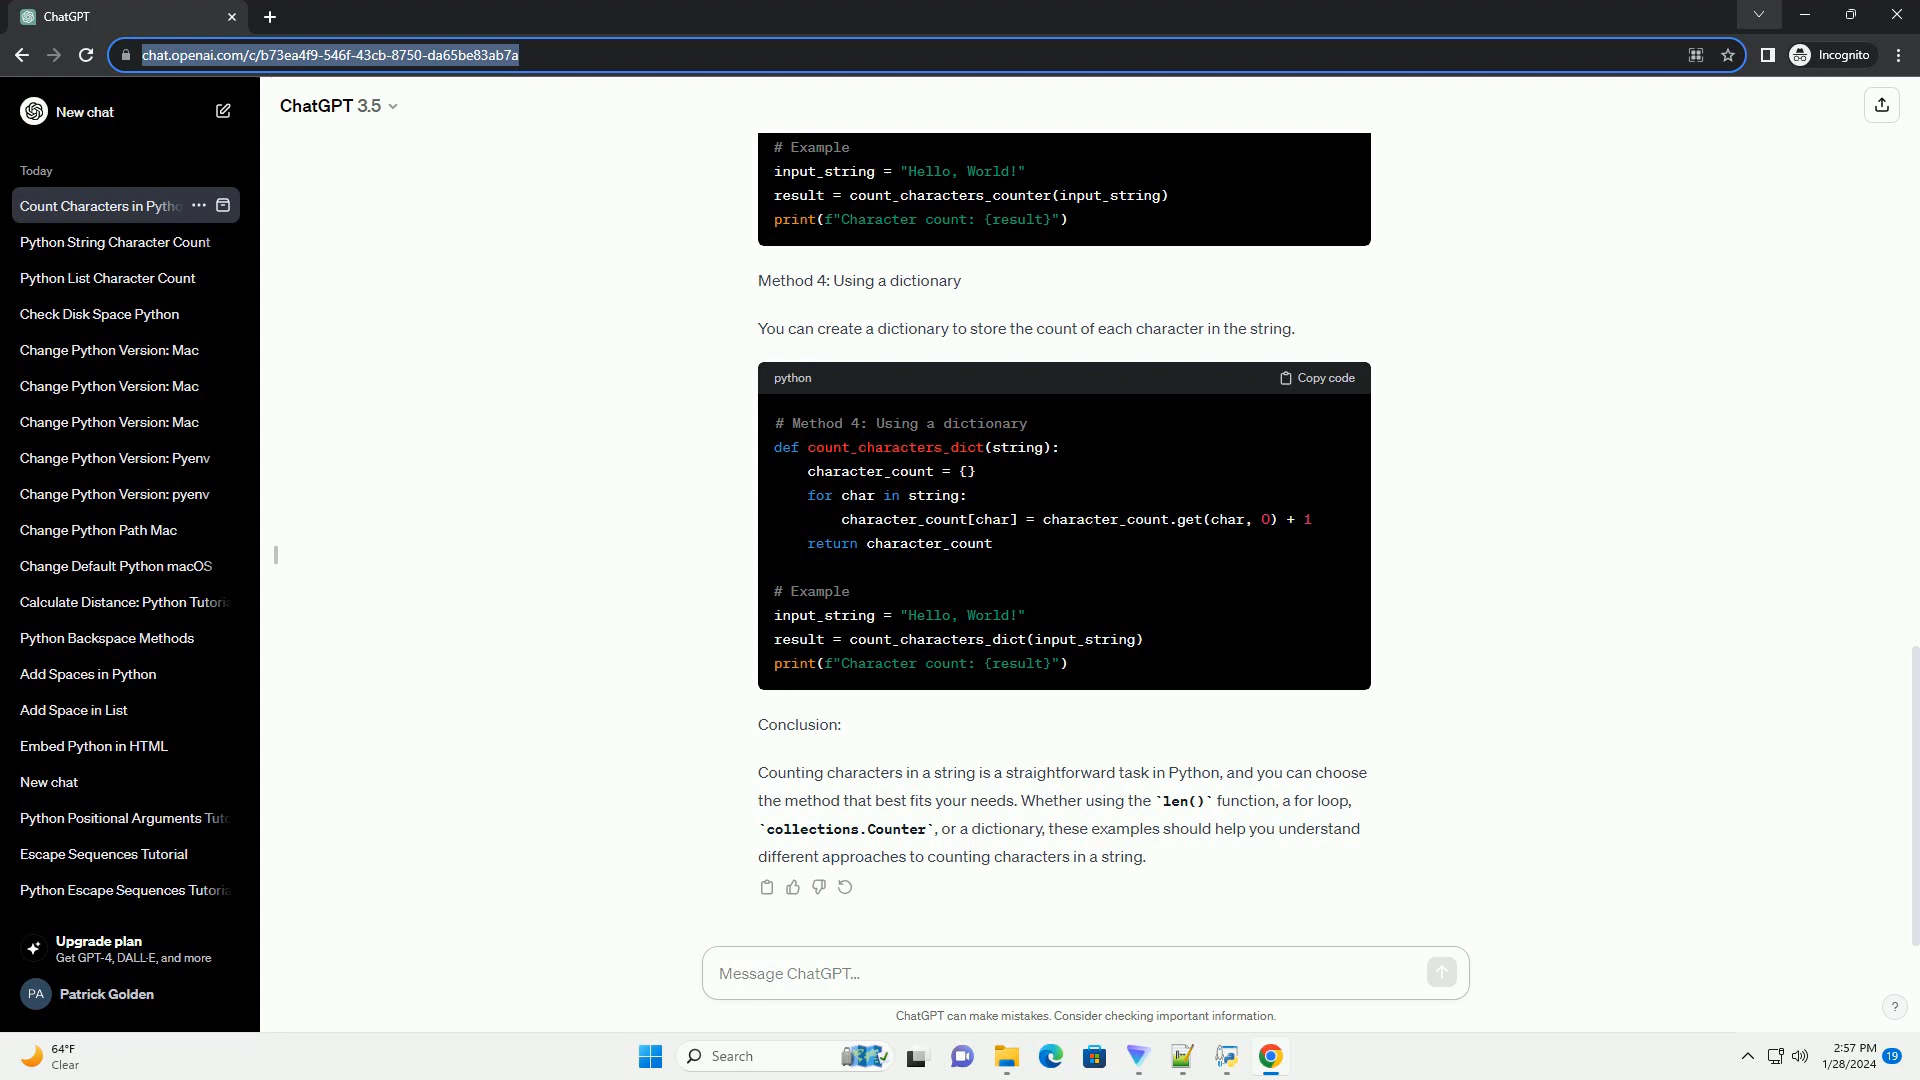 ChatGPT
chat.openai.com/c/b73ea4f9-546f-43cb-8750-da65be83ab7a
Incognito
New chat
Today
Count Characters in Pytho
Python String Character Count
Python List Character Count
Check Disk Space Python
Change Python Version: Mac
Change Python Version: Mac
Change Python Version: Mac
Change Python Version: Pyenv
Change Python Version: pyenv
Change Python Path Mac
Change Default Python macOS
Calculate Distance: Python Tutoria
Python Backspace Methods
Add Spaces in Python
Add Space in List
Embed Python in HTML
New chat
Python Positional Arguments Tuto
Escape Sequences Tutorial
Python Escape Sequences Tutoria
Upgrade plan
Get GPT-4, DALL·E, and more
PA
Patrick Golden
ChatGPT 3.5
# Example
input_string = "Hello, World!"
result = count_characters_counter(input_string)
print(f"Character count: {result}")
Method 4: Using a dictionary
You can create a dictionary to store the count of each character in the string.
python
Copy code
# Method 4: Using a dictionary
def count_characters_dict(string):
character_count = {}
for char in string:
character_count[char] = character_count.get(char, 0) + 1
return character_count
# Example
input_string = "Hello, World!"
result = count_characters_dict(input_string)
print(f"Character count: {result}")
Conclusion:
Counting characters in a string is a straightforward task in Python, and you can choose
the method that best fits your needs. Whether using the `len()` function, a for loop,
`collections.Counter`, or a dictionary, these examples should help you understand
different approaches to counting characters in a string.
Message ChatGPT...
ChatGPT can make mistakes. Consider checking important information.
?
64°F
Clear
Search
2:57 PM
1/28/2024
19